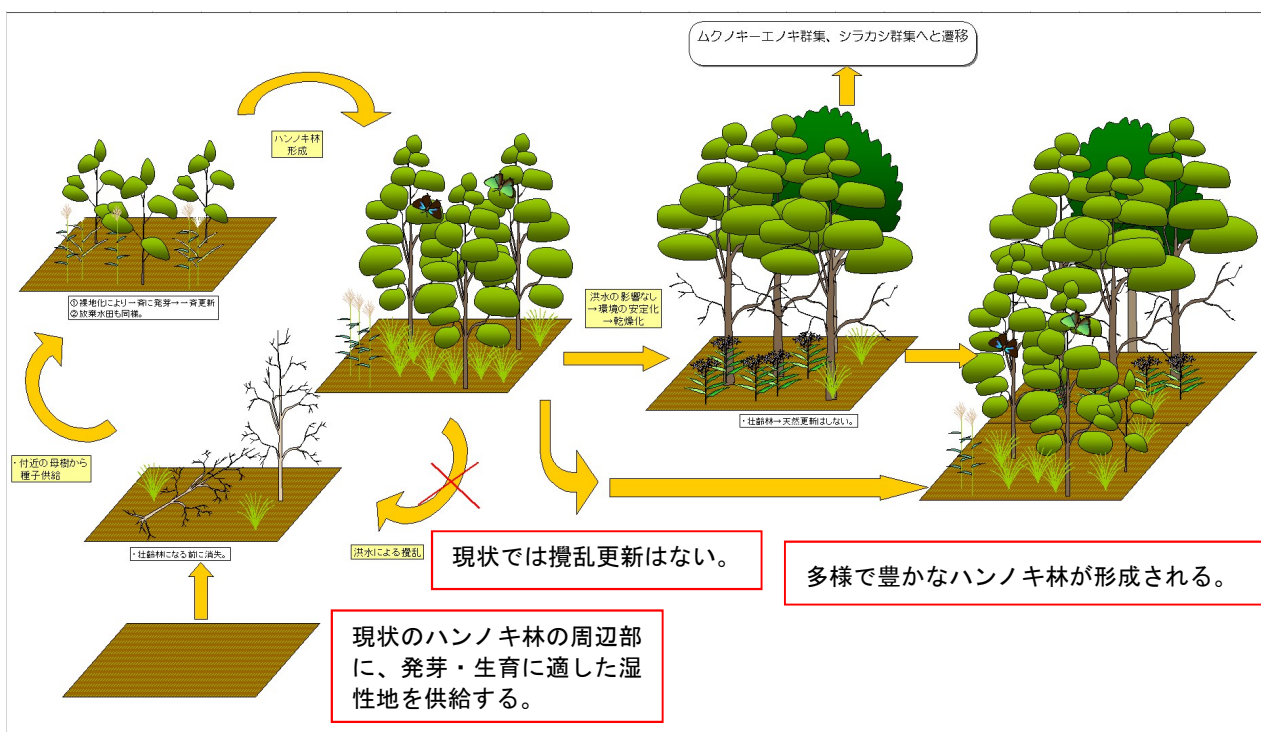 ムクノキーエノキ群集、シラカシ群集へと遷移
ハンノキ林
形成
①裸地化により一斉に発芽→一斉更新
②放棄水田も同様。
洪水の影響なし
→環境の安定化
→乾燥化
・壮齢林→天然更新はしない。
・付近の母樹から
種子供給
・壮齢林になる前に消失。
洪水による攪乱
現状では攪乱更新はない。
多様で豊かなハンノキ林が形成される。
現状のハンノキ林の周辺部
に、発芽・生育に適した湿
性地を供給する。